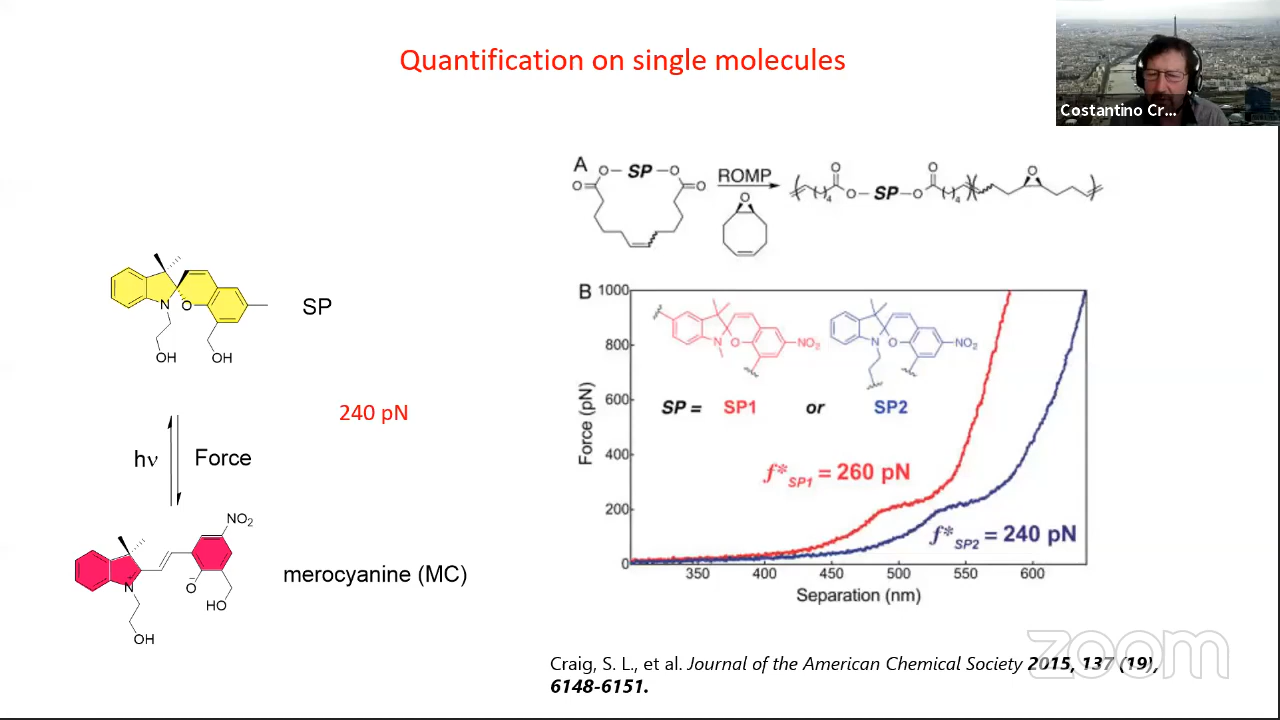 Quantification on single molecules
Costantino Cr...
A
O
O
SP
O
O
ROMP
O
O
O
O
SP
O
4
4
O
N
O
OH
OH
SP
240 pN
hν
Force
NO2
N
O
HO
OH
merocyanine (MC)
B
1000
800
600
400
200
0
Force (pN)
N
O
NO2
N
O
NO2
SP = SP1 or SP2
f*SP1 = 260 pN
f*SP2 = 240 pN
350 400 450 500 550 600
Separation (nm)
Craig, S. L., et al. Journal of the American Chemical Society 2015, 137 (19),
6148-6151.
zoom